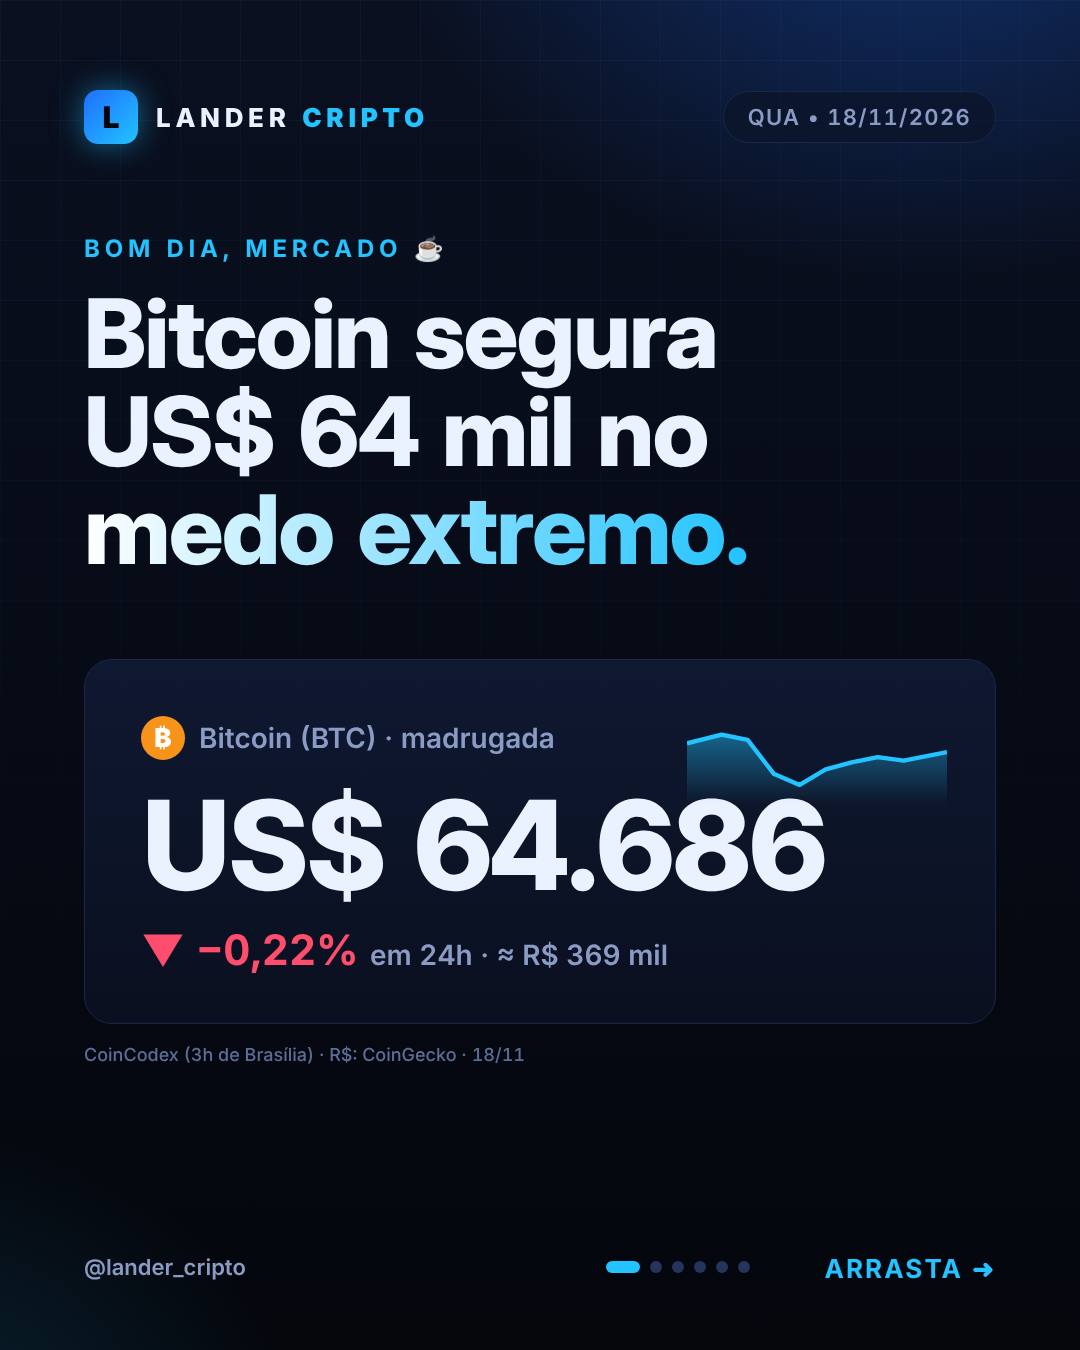 L LANDER CRIPTO
QUA • 18/11/2026
BOM DIA, MERCADO ☕
Bitcoin segura
US$ 64 mil no
medo extremo.
₿ Bitcoin (BTC) · madrugada
US$ 64.686
▼ −0,22% em 24h · ≈ R$ 369 mil
CoinCodex (3h de Brasília) · R$: CoinGecko · 18/11
@lander_cripto
ARRASTA ➜